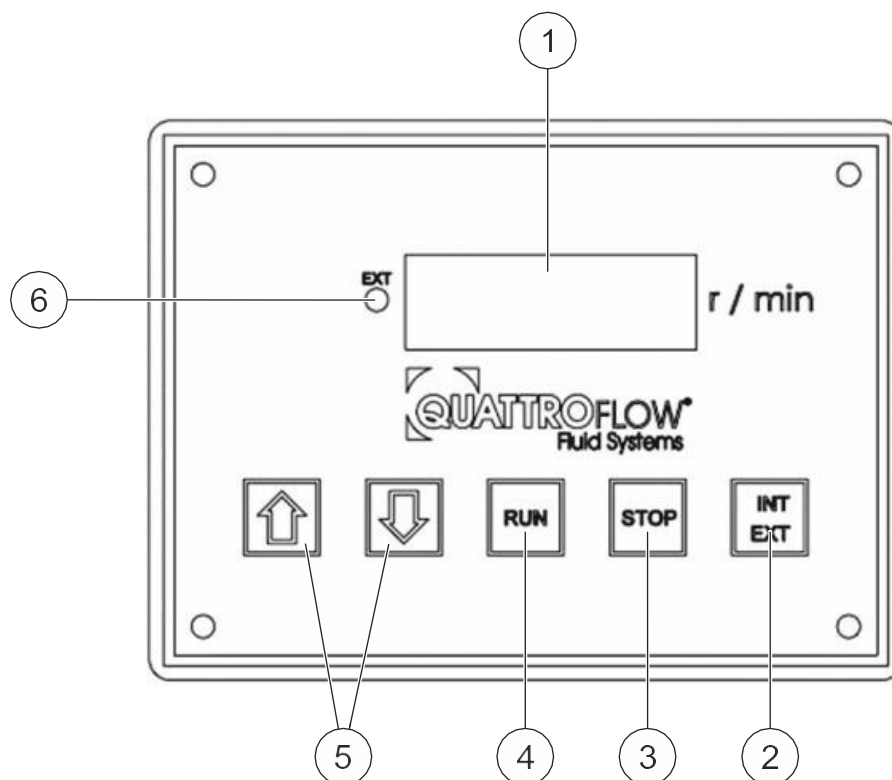 1
EXT
6
r / min
QUATTROFLOW
Fluid Systems
RUN
STOP
INT
EXT
5
4
3
2